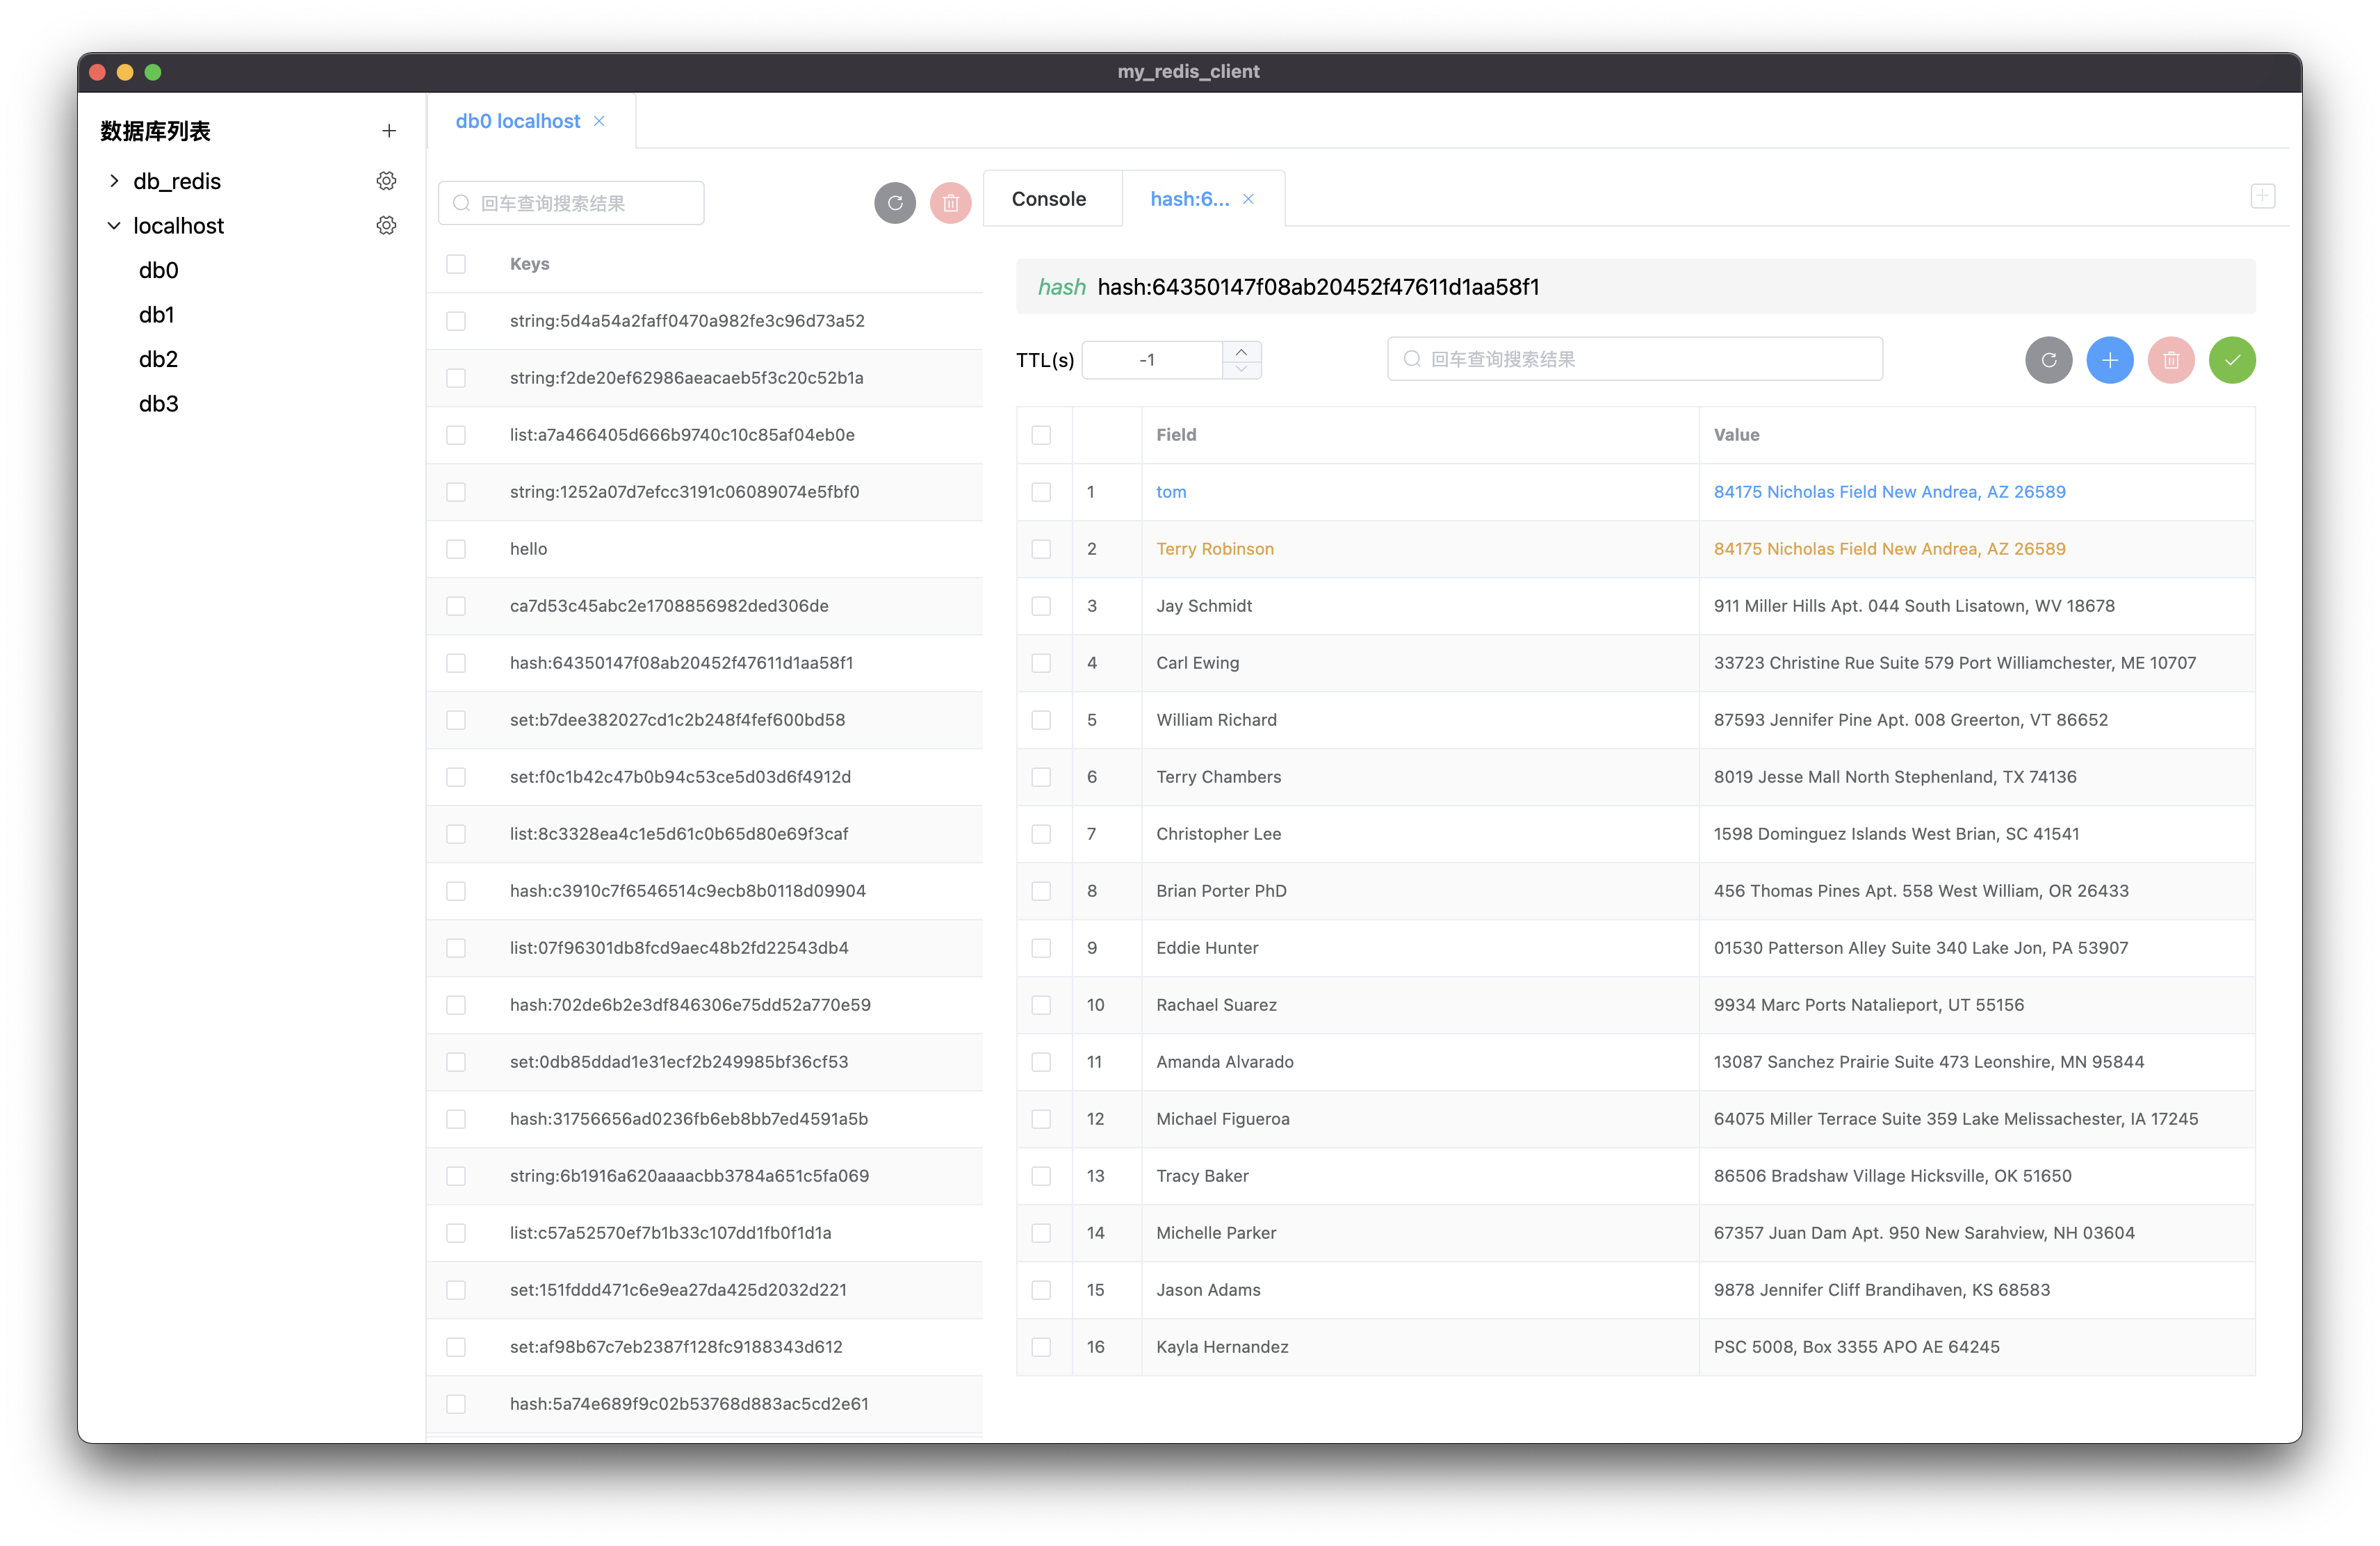 my_redis_client
数据库列表
db_redis
localhost
db0
db1
db2
db3
db0 localhost
回车查询搜索结果
Keys
string:5d4a54a2faff0470a982fe3c96d73a52
string:f2de20ef62986aeacaeb5f3c20c52b1a
list:a7a466405d666b9740c10c85af04eb0e
string:1252a07d7efcc3191c06089074e5fbf0
hello
ca7d53c45abc2e1708856982ded306de
hash:64350147f08ab20452f47611d1aa58f1
set:b7dee382027cd1c2b248f4fef600bd58
set:f0c1b42c47b0b94c53ce5d03d6f4912d
list:8c3328ea4c1e5d61c0b65d80e69f3caf
hash:c3910c7f6546514c9ecb8b0118d09904
list:07f96301db8fcd9aec48b2fd22543db4
hash:702de6b2e3df846306e75dd52a770e59
set:0db85ddad1e31ecf2b249985bf36cf53
hash:31756656ad0236fb6eb8bb7ed4591a5b
string:6b1916a620aaaacbb3784a651c5fa069
list:c57a52570ef7b1b33c107dd1fb0f1d1a
set:151fddd471c6e9ea27da425d2032d221
set:af98b67c7eb2387f128fc9188343d612
hash:5a74e689f9c02b53768d883ac5cd2e61
Console
hash:6...
hash hash:64350147f08ab20452f47611d1aa58f1
TTL(s) -1 回车查询搜索结果
Field Value
1 tom 84175 Nicholas Field New Andrea, AZ 26589
2 Terry Robinson 84175 Nicholas Field New Andrea, AZ 26589
3 Jay Schmidt 911 Miller Hills Apt. 044 South Lisatown, WV 18678
4 Carl Ewing 33723 Christine Rue Suite 579 Port Williamchester, ME 10707
5 William Richard 87593 Jennifer Pine Apt. 008 Greerton, VT 86652
6 Terry Chambers 8019 Jesse Mall North Stephenland, TX 74136
7 Christopher Lee 1598 Dominguez Islands West Brian, SC 41541
8 Brian Porter PhD 456 Thomas Pines Apt. 558 West William, OR 26433
9 Eddie Hunter 01530 Patterson Alley Suite 340 Lake Jon, PA 53907
10 Rachael Suarez 9934 Marc Ports Natalieport, UT 55156
11 Amanda Alvarado 13087 Sanchez Prairie Suite 473 Leonshire, MN 95844
12 Michael Figueroa 64075 Miller Terrace Suite 359 Lake Melissachester, IA 17245
13 Tracy Baker 86506 Bradshaw Village Hicksville, OK 51650
14 Michelle Parker 67357 Juan Dam Apt. 950 New Sarahview, NH 03604
15 Jason Adams 9878 Jennifer Cliff Brandihaven, KS 68583
16 Kayla Hernandez PSC 5008, Box 3355 APO AE 64245